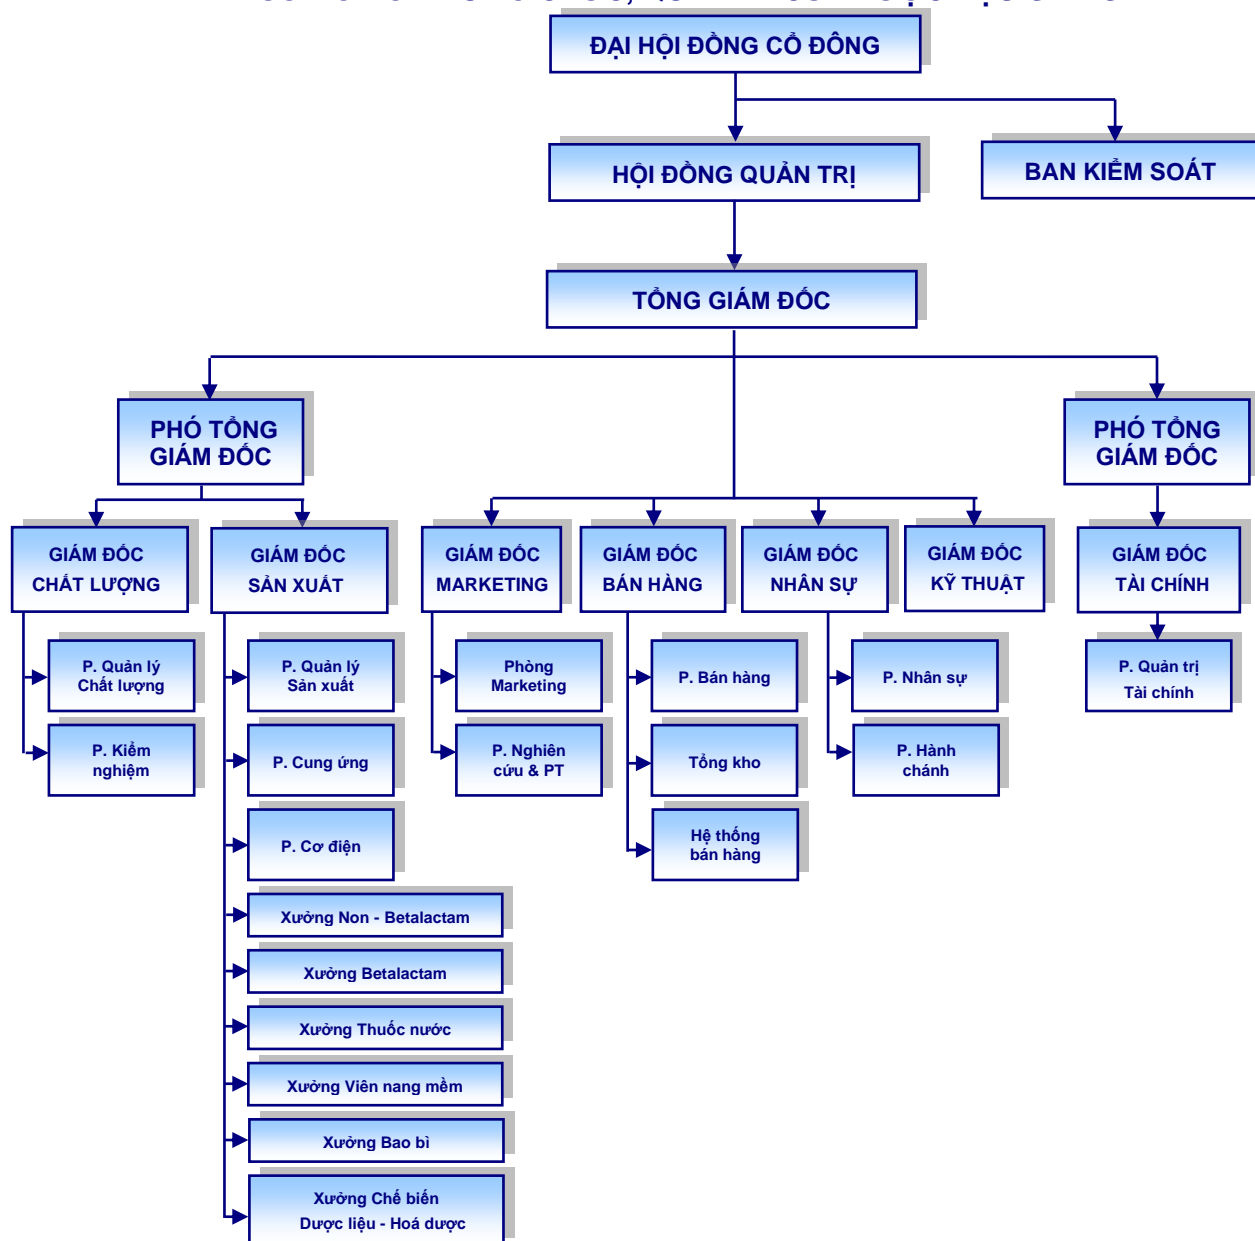 ĐẠI HỘI ĐỒNG CỔ ĐÔNG
HỘI ĐỒNG QUẢN TRỊ
BAN KIỂM SOÁT
TỔNG GIÁM ĐỐC
PHÓ TỔNG
GIÁM ĐỐC
PHÓ TỔNG
GIÁM ĐỐC
GIÁM ĐỐC
CHẤT LƯỢNG
GIÁM ĐỐC
SẢN XUẤT
GIÁM ĐỐC
MARKETING
GIÁM ĐỐC
BÁN HÀNG
GIÁM ĐỐC
NHÂN SỰ
GIÁM ĐỐC
KỸ THUẬT
GIÁM ĐỐC
TÀI CHÍNH
P. Quản lý
Chất lượng
P. Kiểm
nghiệm
P. Quản lý
Sản xuất
P. Cung ứng
P. Cơ điện
Xưởng Non - Betalactam
Xưởng Betalactam
Xưởng Thuốc nước
Xưởng Viên nang mềm
Xưởng Bao bì
Xưởng Chế biến
Dược liệu - Hoá dược
Phòng
Marketing
P. Nghiên
cứu & PT
P. Bán hàng
Tổng kho
Hệ thống
bán hàng
P. Nhân sự
P. Hành
chánh
P. Quản trị
Tài chính